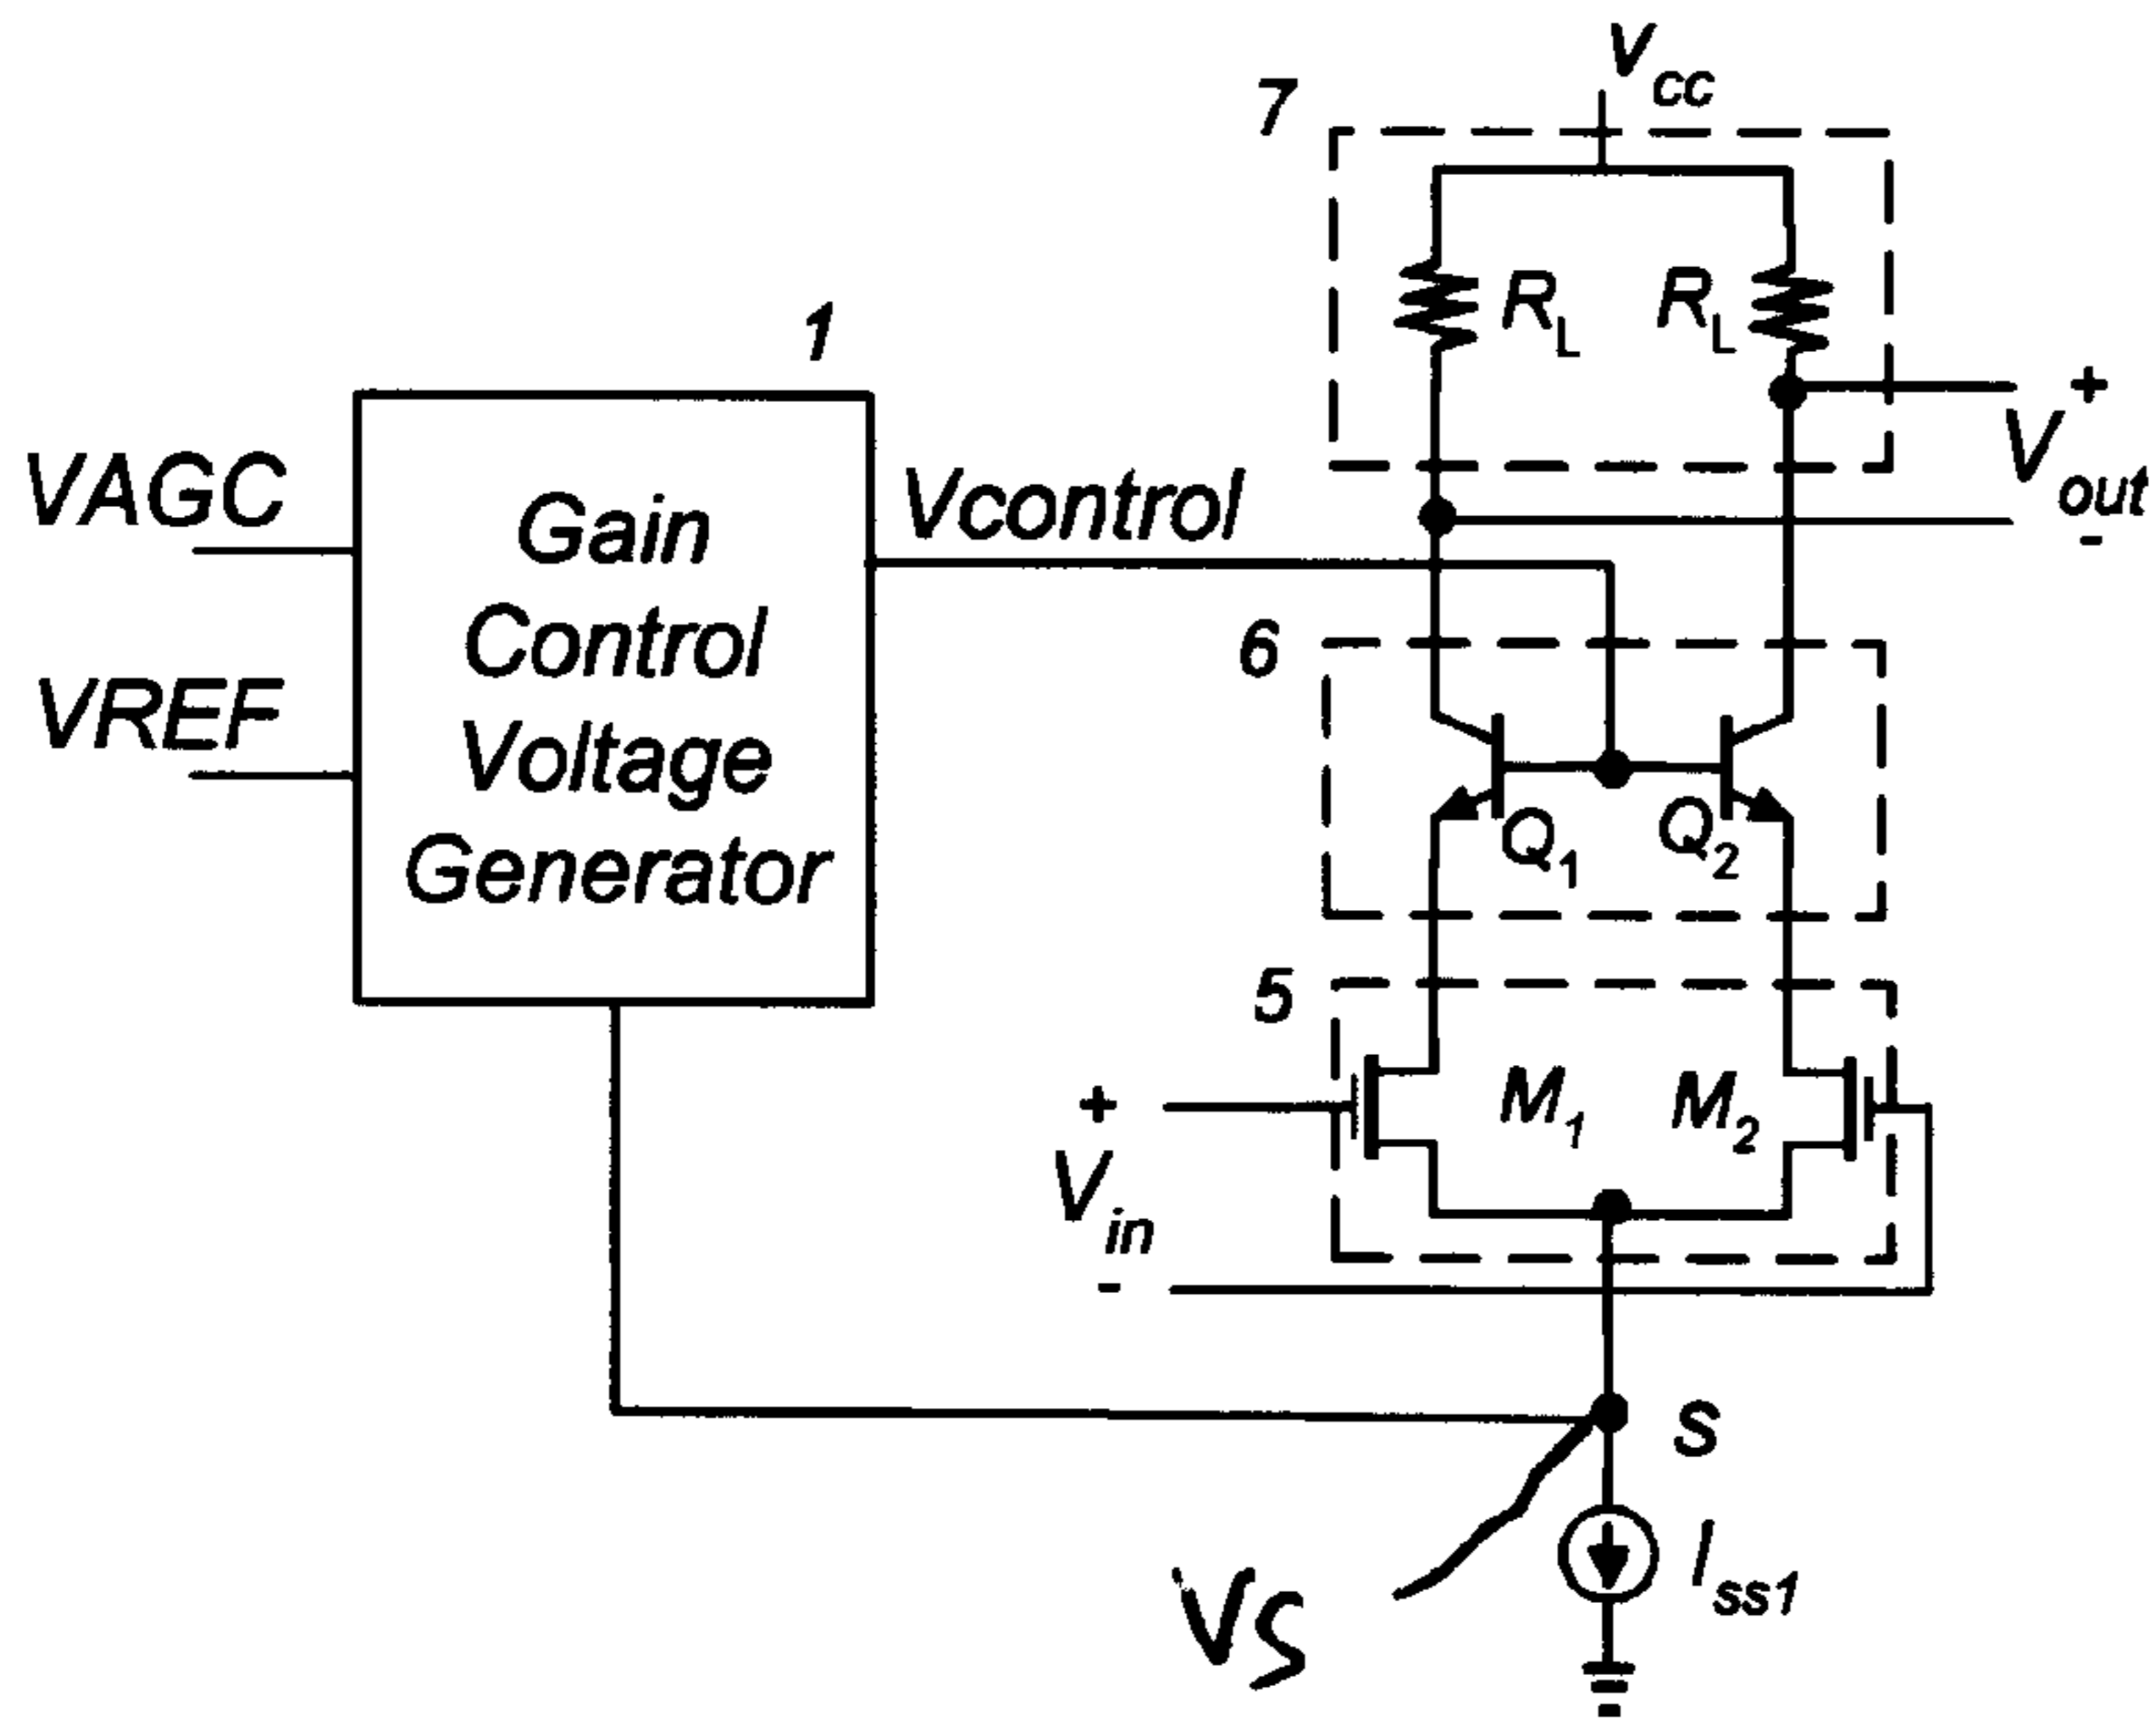 Vcc
7
RL
RL
1
+
Vout
-
VAGC
VREF
Gain
Control
Voltage
Generator
Vcontrol
6
Q1
Q2
5
M1
M2
+
Vin
-
S
VS
Iss1